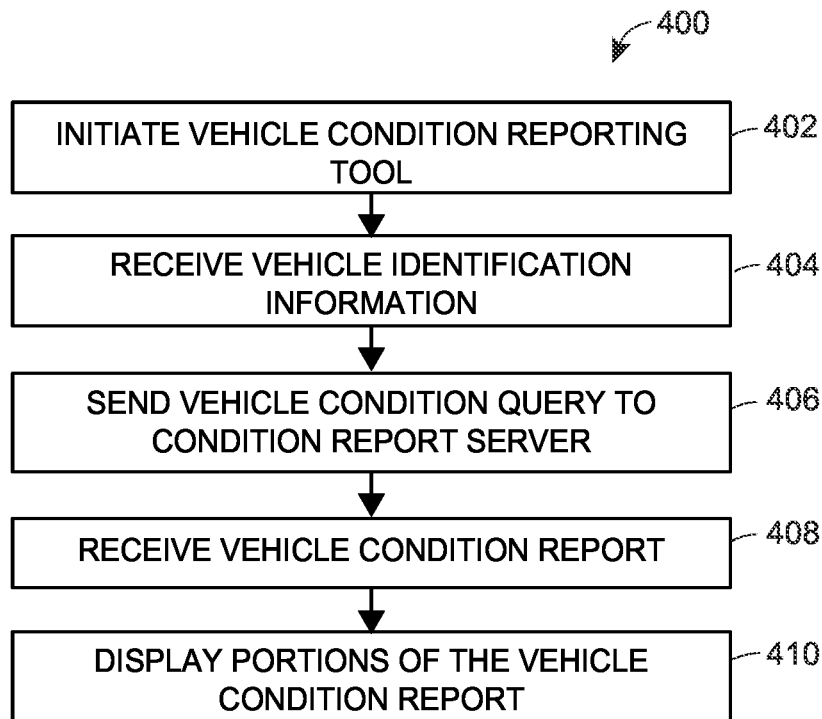 400
INITIATE VEHICLE CONDITION REPORTING
TOOL
402
RECEIVE VEHICLE IDENTIFICATION
INFORMATION
404
SEND VEHICLE CONDITION QUERY TO
CONDITION REPORT SERVER
406
RECEIVE VEHICLE CONDITION REPORT
408
DISPLAY PORTIONS OF THE VEHICLE
CONDITION REPORT
410